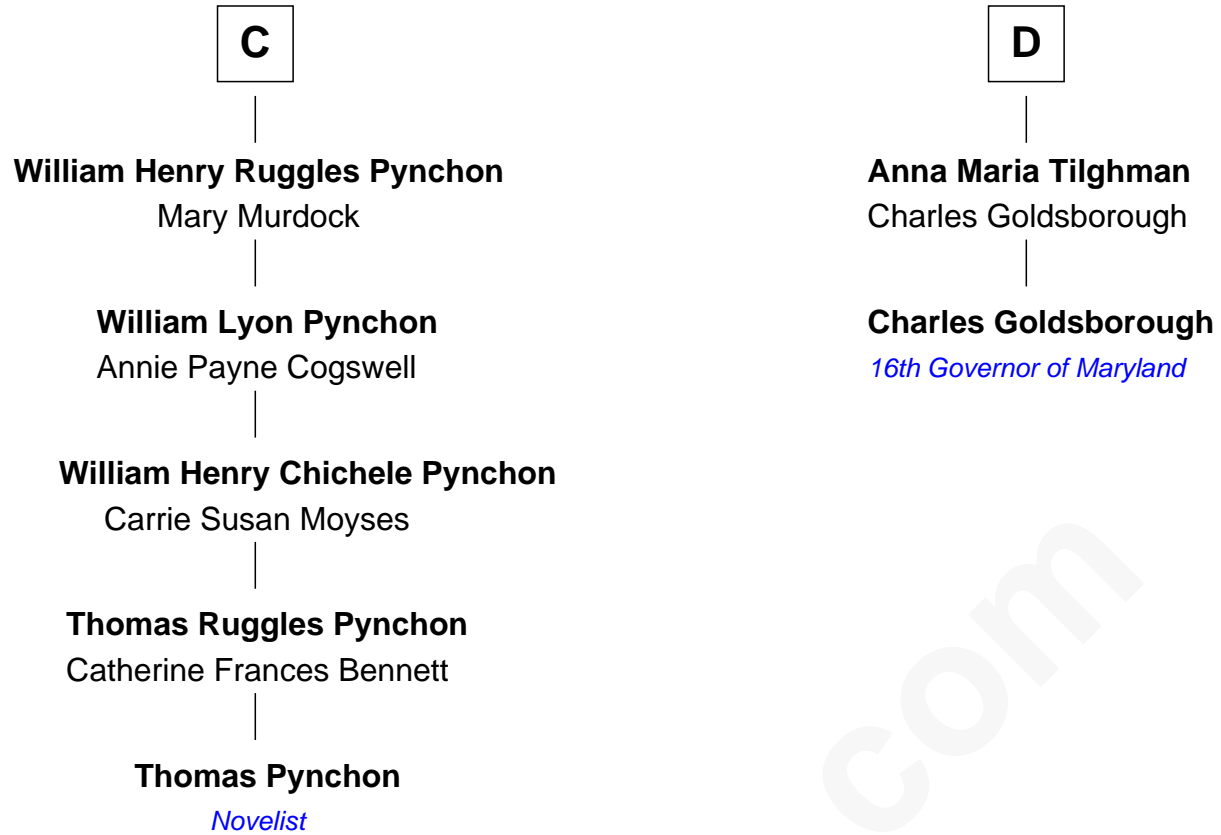 C
William Henry Ruggles Pynchon
Mary Murdock
William Lyon Pynchon
Annie Payne Cogswell
William Henry Chichele Pynchon
Carrie Susan Moyses
Thomas Ruggles Pynchon
Catherine Frances Bennett
Thomas Pynchon
Novelist
D
Anna Maria Tilghman
Charles Goldsborough
Charles Goldsborough
16th Governor of Maryland
com